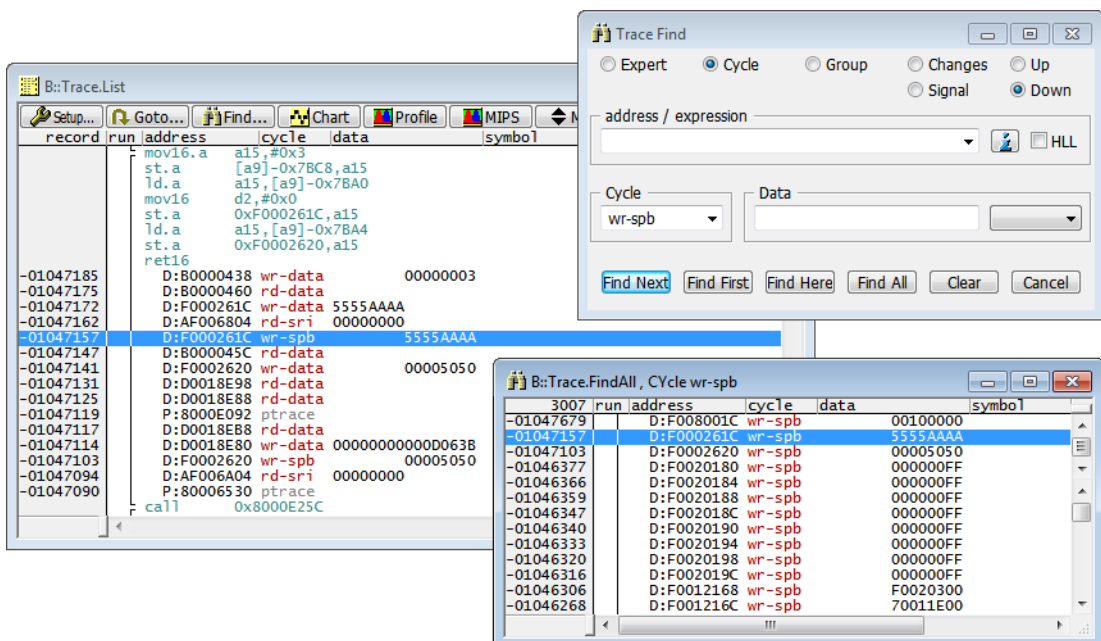 Trace Find
Expert Cycle Group Changes Up
Signal Down
address / expression
HLL
Cycle Data
wr-spb
Find Next Find First Find Here Find All Clear Cancel
B::Trace.List
Setup... Goto... Find... Chart Profile MIPS M
record run address cycle data symbol
mov16.a a15,#0x3
st.a [a9]-0x7BC8,a15
ld.a a15,[a9]-0x7BA0
mov16 d2,#0x0
st.a 0xF000261C,a15
ld.a a15,[a9]-0x7BA4
st.a 0xF0002620,a15
ret16
-01047185 D:B0000438 wr-data 00000003
-01047175 D:B0000460 rd-data
-01047172 D:F000261C wr-data 5555AAAA
-01047162 D:AF006804 rd-sri 00000000
-01047157 D:F000261C wr-spb 5555AAAA
-01047147 D:B000045C rd-data
-01047141 D:F0002620 wr-data 00005050
-01047131 D:D0018E98 rd-data
-01047125 D:D0018E88 rd-data
-01047119 P:8000E092 ptrace
-01047117 D:D0018EB8 rd-data
-01047114 D:D0018E80 wr-data 00000000000D063B
-01047103 D:F0002620 wr-spb 00005050
-01047094 D:AF006A04 rd-sri 00000000
-01047090 P:80006530 ptrace
call 0x8000E25C
B::Trace.FindAll , CYcle wr-spb
3007 run address cycle data symbol
-01047679 D:F008001C wr-spb 00100000
-01047157 D:F000261C wr-spb 5555AAAA
-01047103 D:F0002620 wr-spb 00005050
-01046377 D:F0020180 wr-spb 000000FF
-01046366 D:F0020184 wr-spb 000000FF
-01046359 D:F0020188 wr-spb 000000FF
-01046347 D:F002018C wr-spb 000000FF
-01046340 D:F0020190 wr-spb 000000FF
-01046333 D:F0020194 wr-spb 000000FF
-01046320 D:F0020198 wr-spb 000000FF
-01046316 D:F002019C wr-spb 000000FF
-01046306 D:F0012168 wr-spb F0020300
-01046268 D:F001216C wr-spb 70011E00